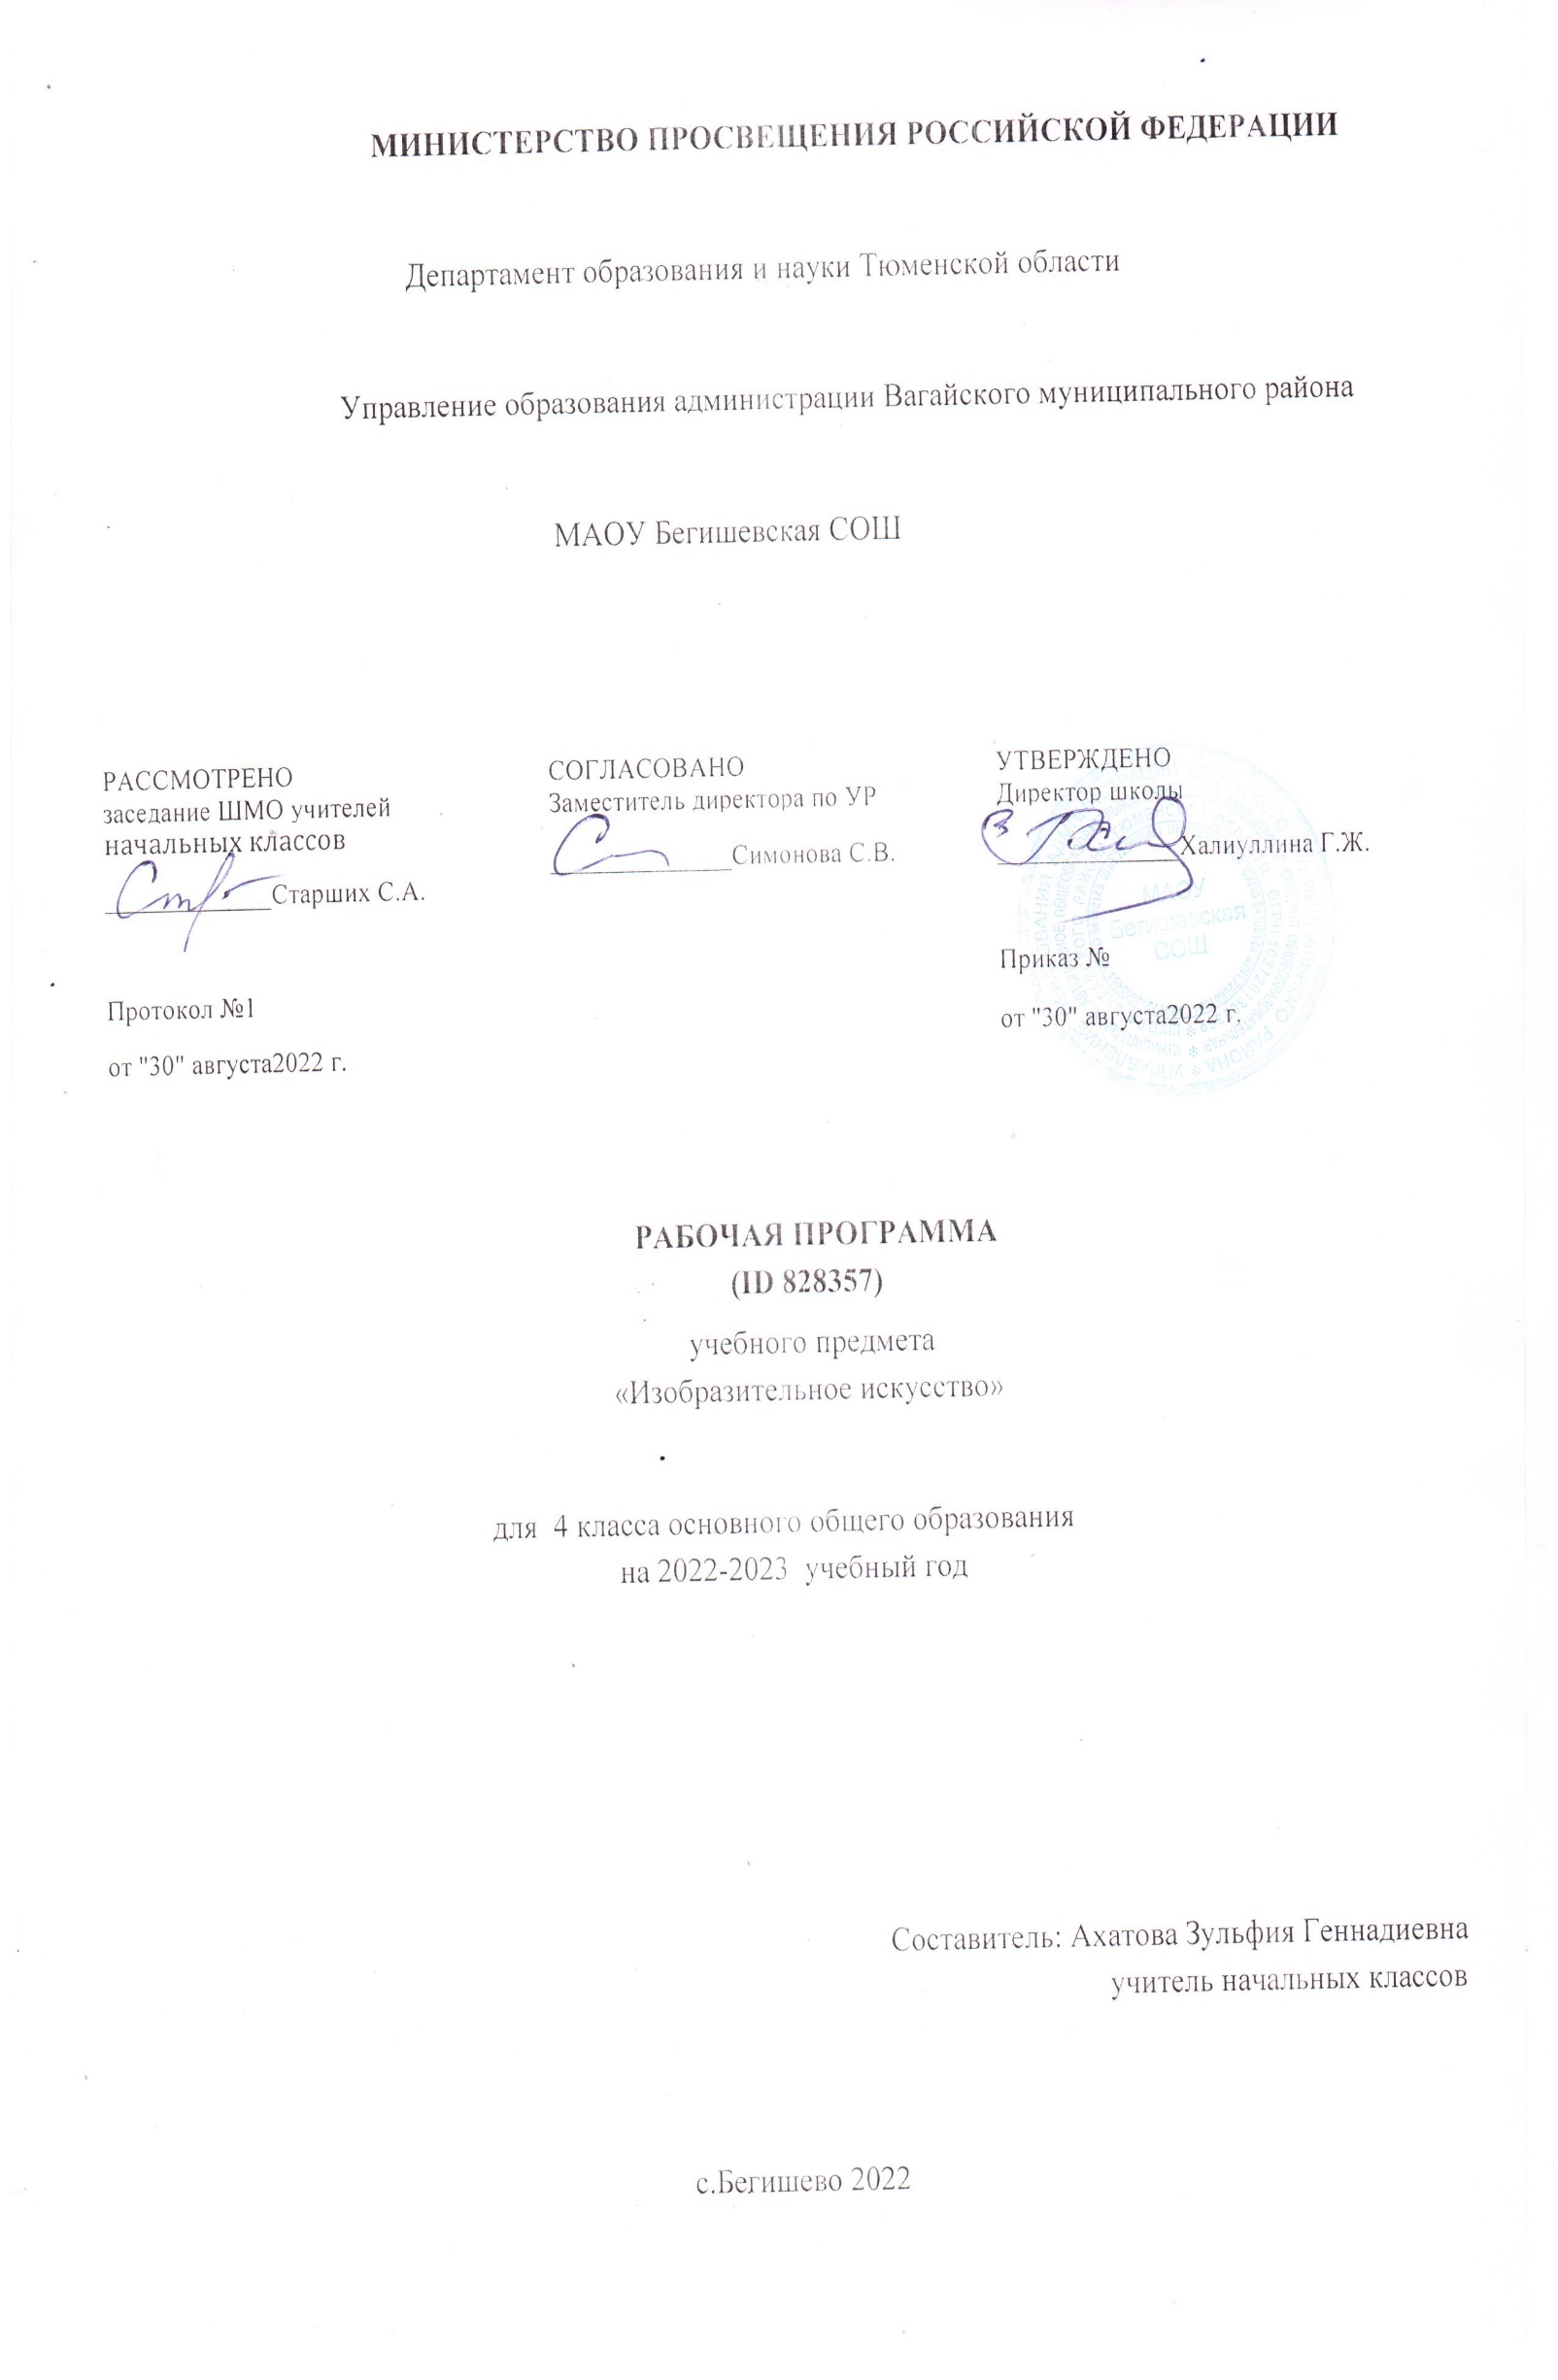 МИНИСТЕРСТВО ПРОСВЕЩЕНИЯ РОССИЙСКОЙ ФЕДЕРАЦИИ
Департамент образования и науки Тюменской области
Управление образования администрации Вагайского муниципального района
МАОУ Бегишевская СОШ
РАССМОТРЕНО
заседание ШМО учителей
начальных классов
Старших С.А.
Протокол №1
от "30" августа2022 г.
СОГЛАСОВАНО
Заместитель директора по УР
Симонова С.В.
УТВЕРЖДЕНО
Директор школы
Халиуллина Г.Ж.
Приказ №
от "30" августа2022 г.
МАОУ
Бегишевская
СОШ
РАБОЧАЯ ПРОГРАММА
(ID 828357)
учебного предмета
«Изобразительное искусство»
для 4 класса основного общего образования
на 2022-2023 учебный год
Составитель: Ахатова Зульфия Геннадиевна
учитель начальных классов
с.Бегишево 2022